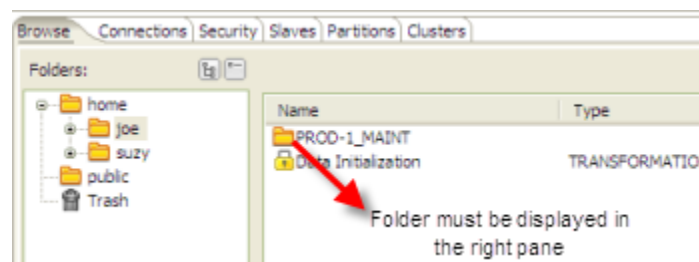 Browse Connections Security Slaves Partitions Clusters
Folders:
home
joe
suzy
public
Trash
Name Type
PROD-1_MAINT
Data Initialization TRANSFORMATIO
Folder must be displayed in
the right pane